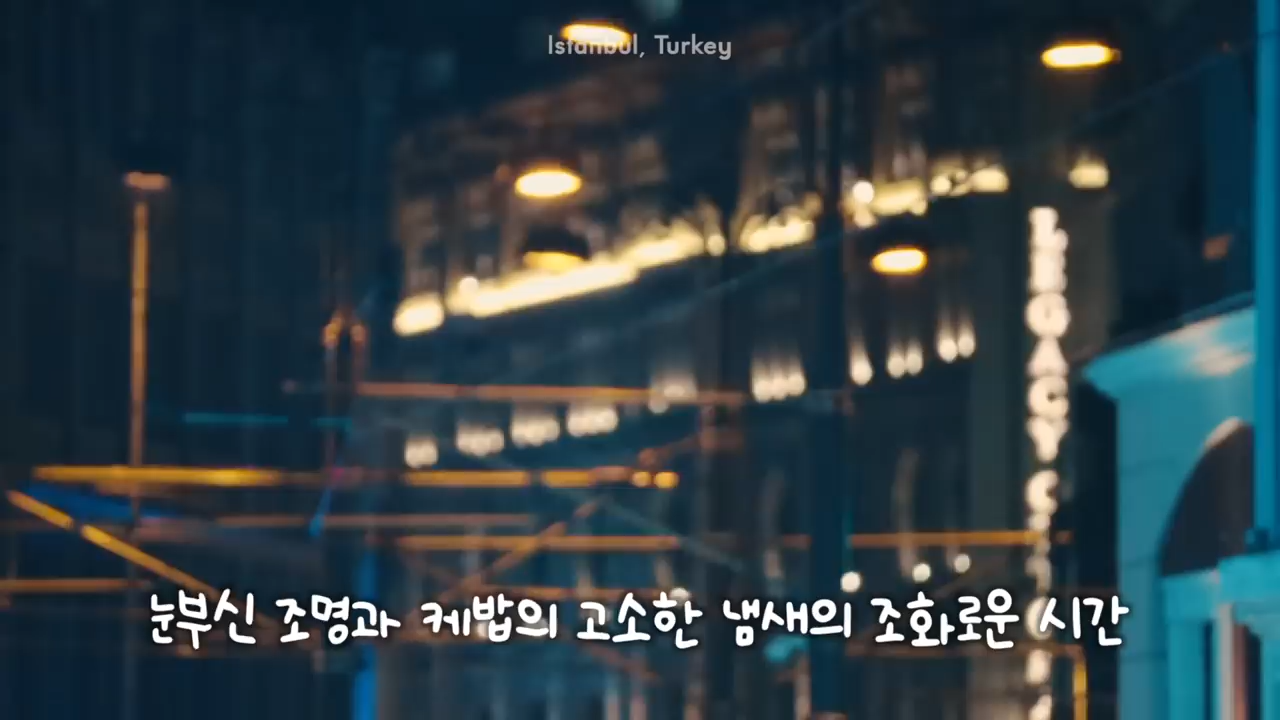 Istanbul, Turkey
LEGACY
눈부신 조명과 케밥의 고소한 냄새의 조화로운 시간